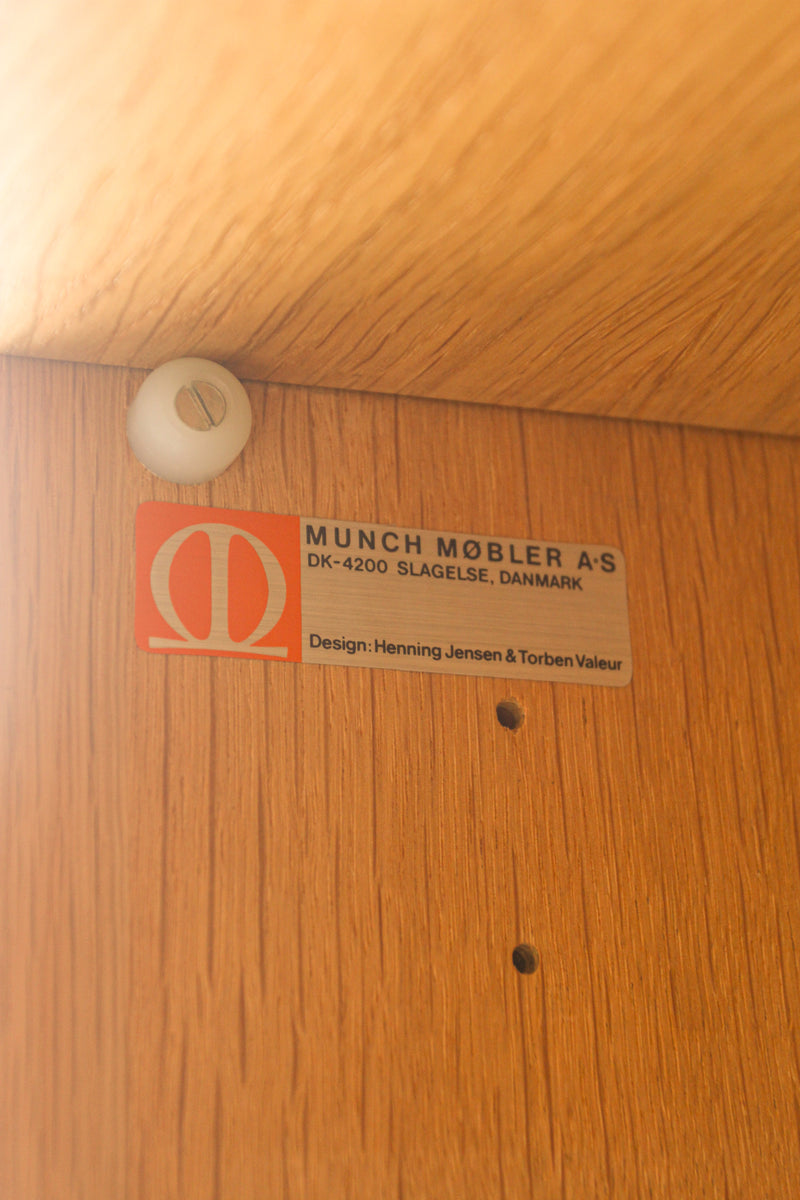 MUNCH MØBLER A·S
DK-4200 SLAGELSE, DANMARK
Design: Henning Jensen & Torben Valeur